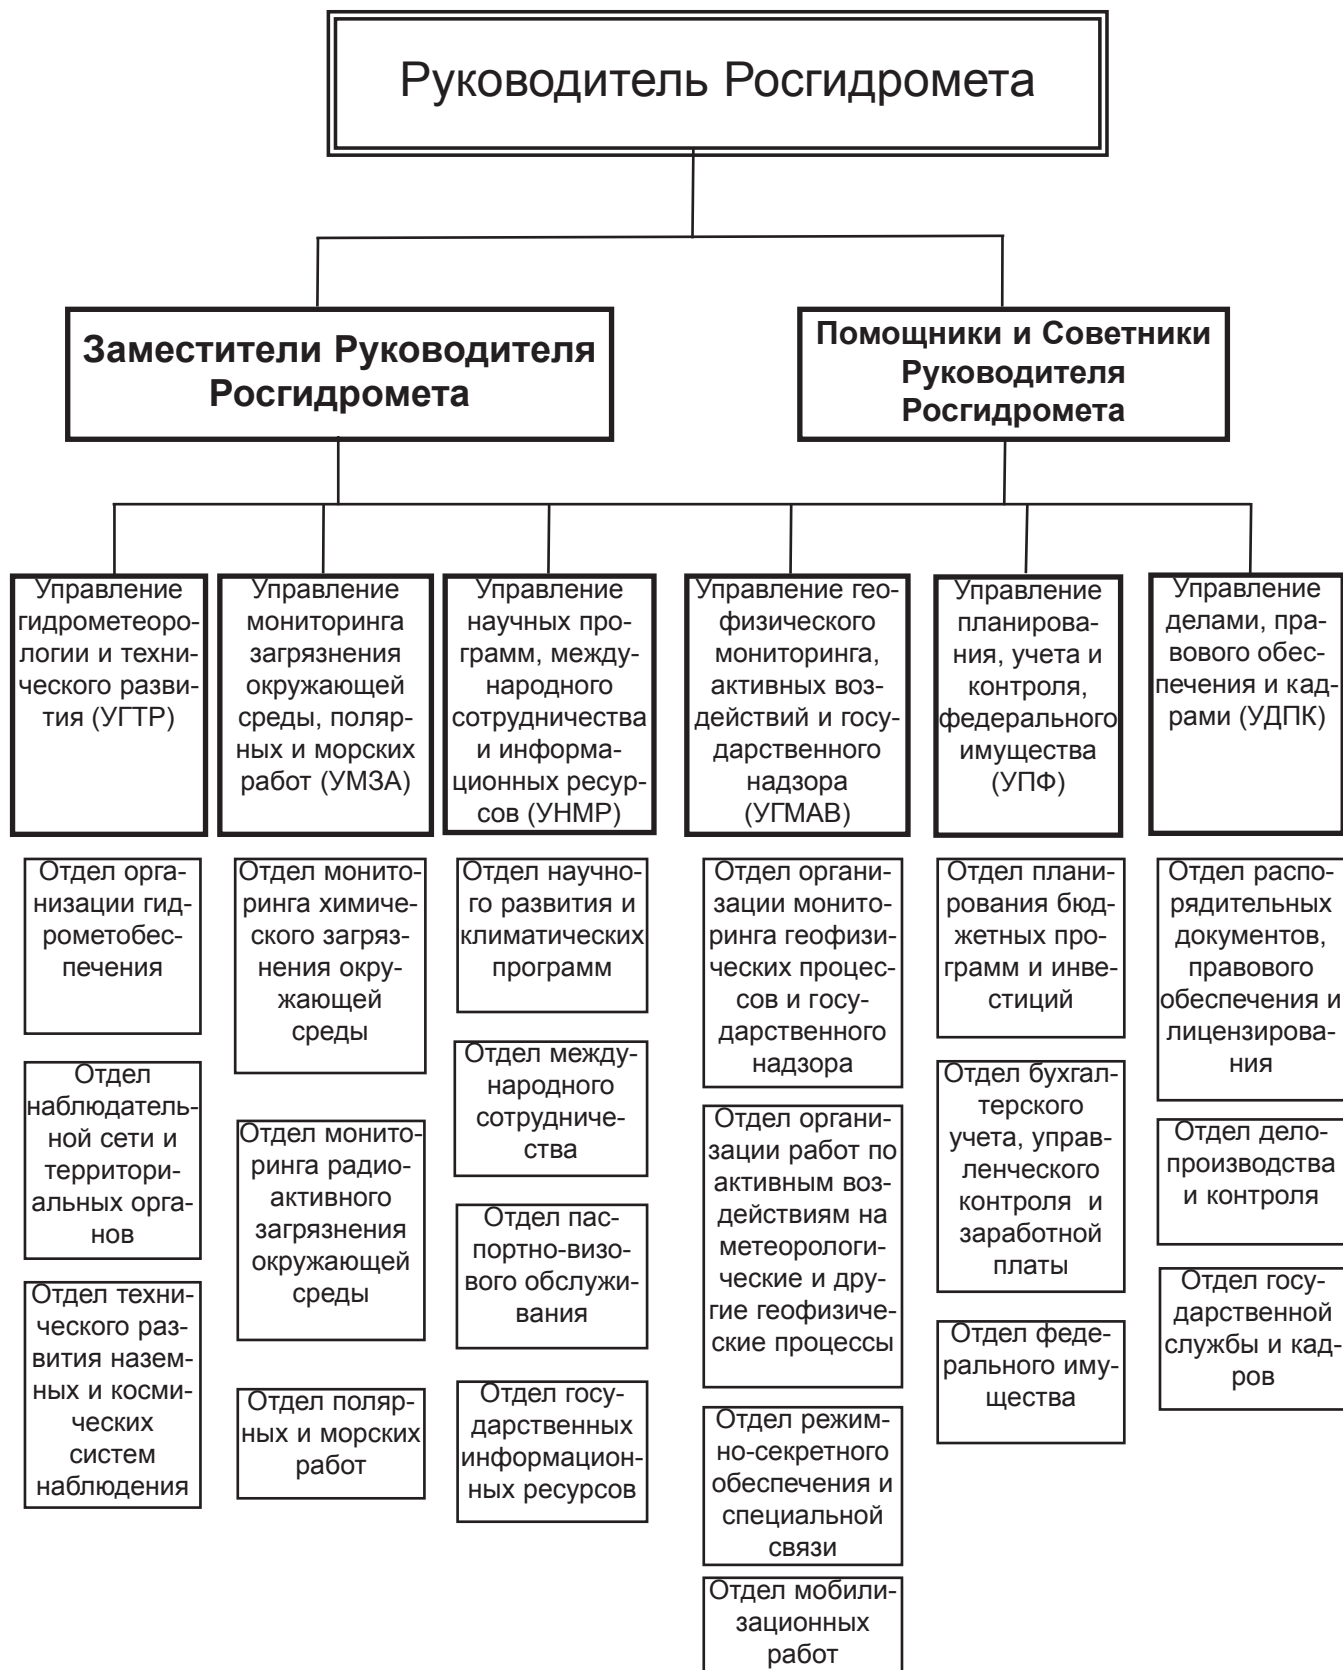 Руководитель Росгидромета
Заместители Руководителя
Росгидромета
Помощники и Советники
Руководителя
Росгидромета
Управление
гидрометеоро-
логии и техни-
ческого разви-
тия (УГТР)
Управление
мониторинга
загрязнения
окружающей
среды, поляр-
ных и морских
работ (УМЗА)
Управление
научных про-
грамм, между-
народного
сотрудничества
и информа-
ционных ресур-
сов (УНМР)
Управление гео-
физического
мониторинга,
активных воз-
действий и госу-
дарственного
надзора
(УГМАВ)
Управление
планирова-
ния, учета и
контроля,
федерального
имущества
(УПФ)
Управление
делами, пра-
вового обес-
печения и кад-
рами (УДПК)
Отдел орга-
низации гид-
рометобес-
печения
Отдел
наблюдатель-
ной сети и
территори-
альных орга-
нов
Отдел техни-
ческого раз-
вития назем-
ных и косми-
ческих
систем
наблюдения
Отдел монито-
ринга химиче-
ского загряз-
нения окру-
жающей
среды
Отдел монито-
ринга радио-
активного
загрязнения
окружающей
среды
Отдел поляр-
ных и морских
работ
Отдел научно-
го развития и
климатических
программ
Отдел между-
народного
сотрудниче-
ства
Отдел пас-
портно-визо-
вого обслужи-
вания
Отдел госу-
дарственных
информацион-
ных ресурсов
Отдел органи-
зации монито-
ринга геофизи-
ческих процес-
сов и госу-
дарственного
надзора
Отдел органи-
зации работ по
активным воз-
действиям на
метеорологи-
ческие и дру-
гие геофизиче-
ские процессы
Отдел режим-
но-секретного
обеспечения и
специальной
связи
Отдел мобили-
зационных
работ
Отдел плани-
рования бюд-
жетных про-
грамм и инве-
стиций
Отдел бухгал-
терского
учета, управ-
ленческого
контроля и
заработной
платы
Отдел феде-
рального иму-
щества
Отдел распо-
рядительных
документов,
правового
обеспечения и
лицензирова-
ния
Отдел дело-
производства
и контроля
Отдел госу-
дарственной
службы и кад-
ров